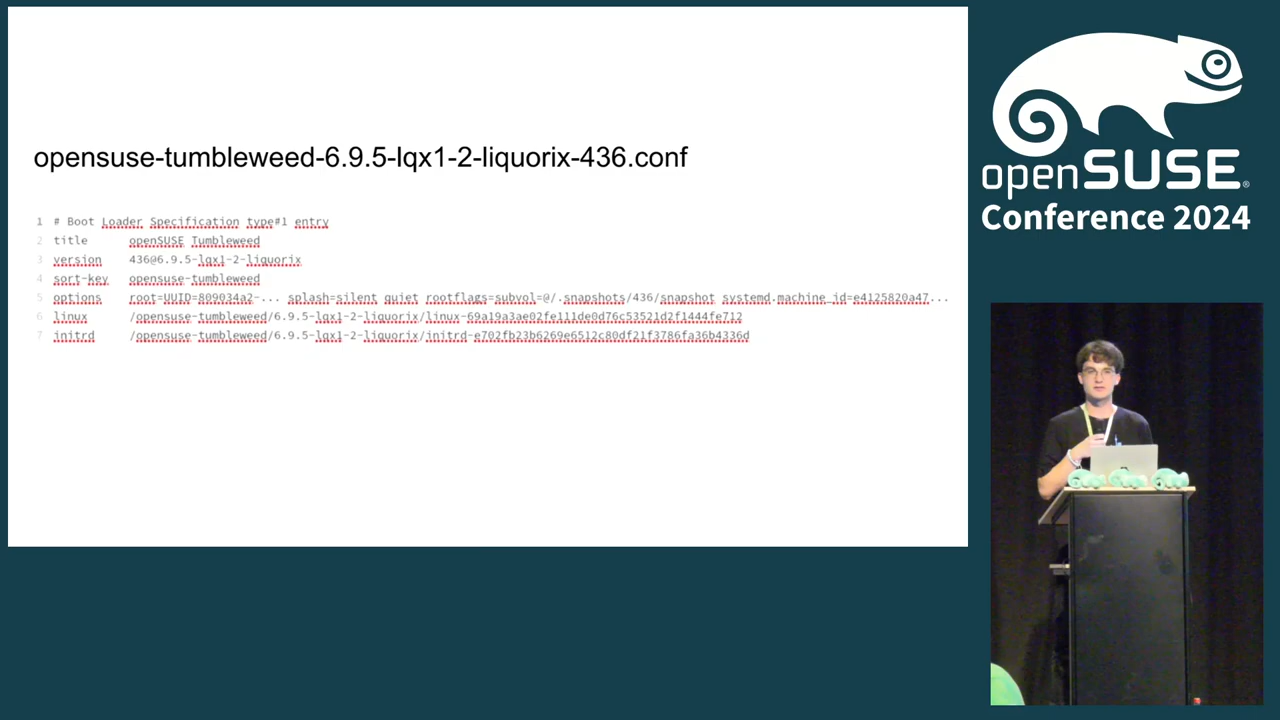 opensuse-tumbleweed-6.9.5-lqx1-2-liquorix-436.conf
1 # Boot Loader Specification type#1 entry
2 title openSUSE Tumbleweed
3 version 436@6.9.5-lqx1-2-liquorix
4 sort-key opensuse-tumbleweed
5 options root=UUID=809034a2-... splash=silent quiet rootflags=subvol=@/.snapshots/436/snapshot systemd.machine_id=e4125820a47...
6 linux /opensuse-tumbleweed/6.9.5-lqx1-2-liquorix/linux-69a19a3ae02fe111de0d76c53521d2f1444fe712
7 initrd /opensuse-tumbleweed/6.9.5-lqx1-2-liquorix/initrd-e702fb23b6269e6512c80df21f3786fa36b4336d
openSUSE®
Conference 2024